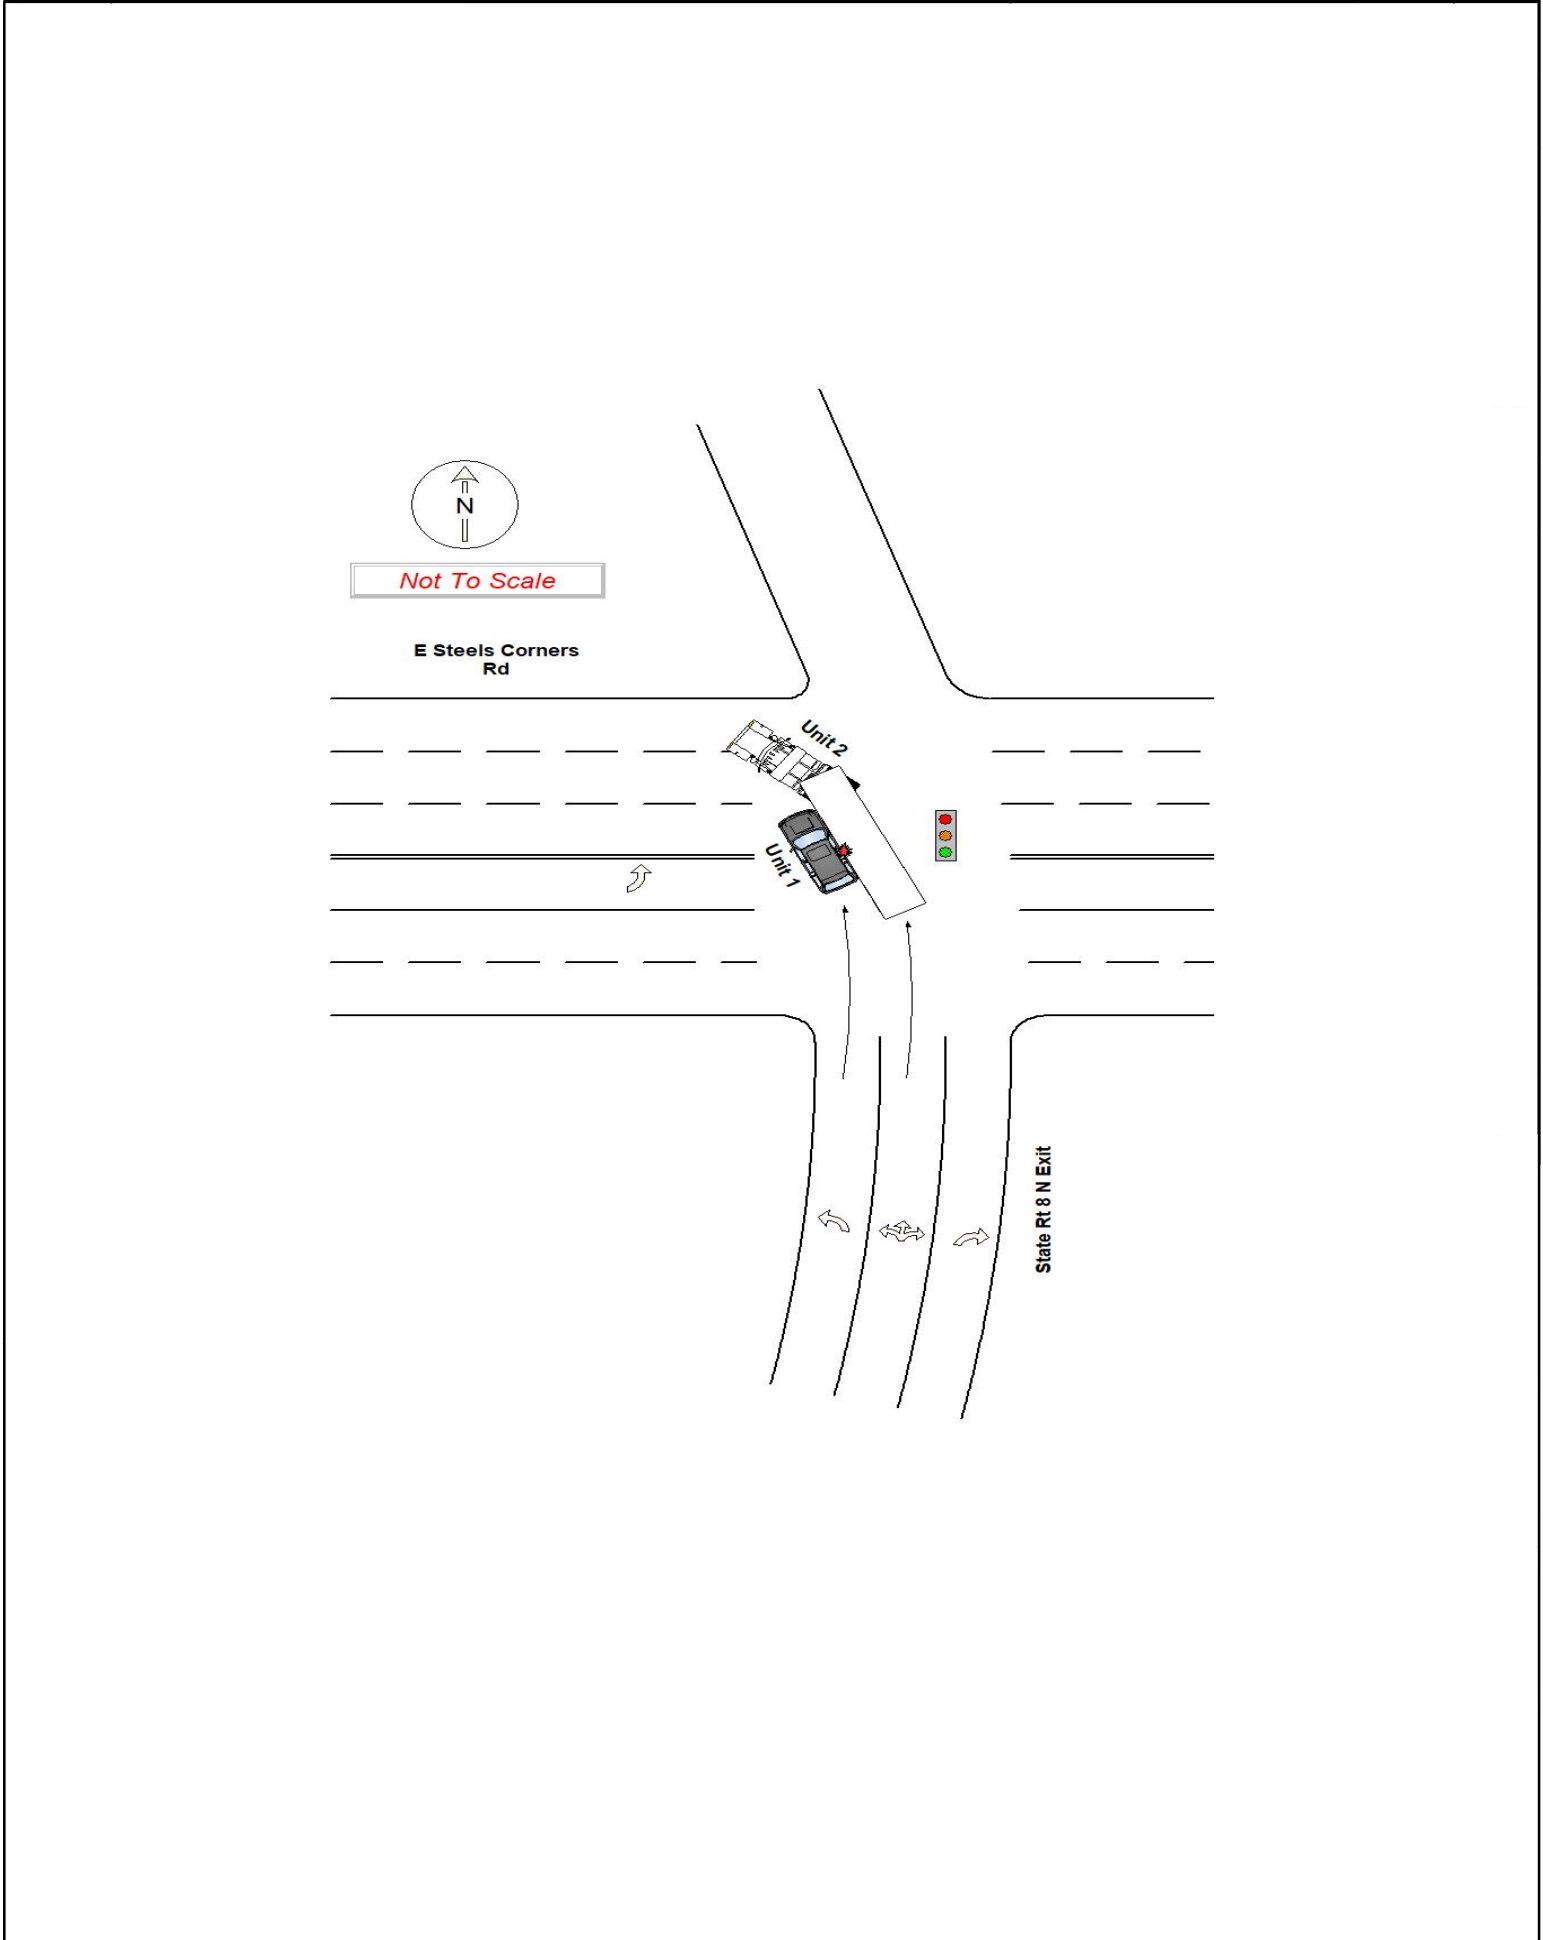 N
Not To Scale
E Steels Corners
Rd
Unit 2
Unit 1
State Rt 8 N Exit